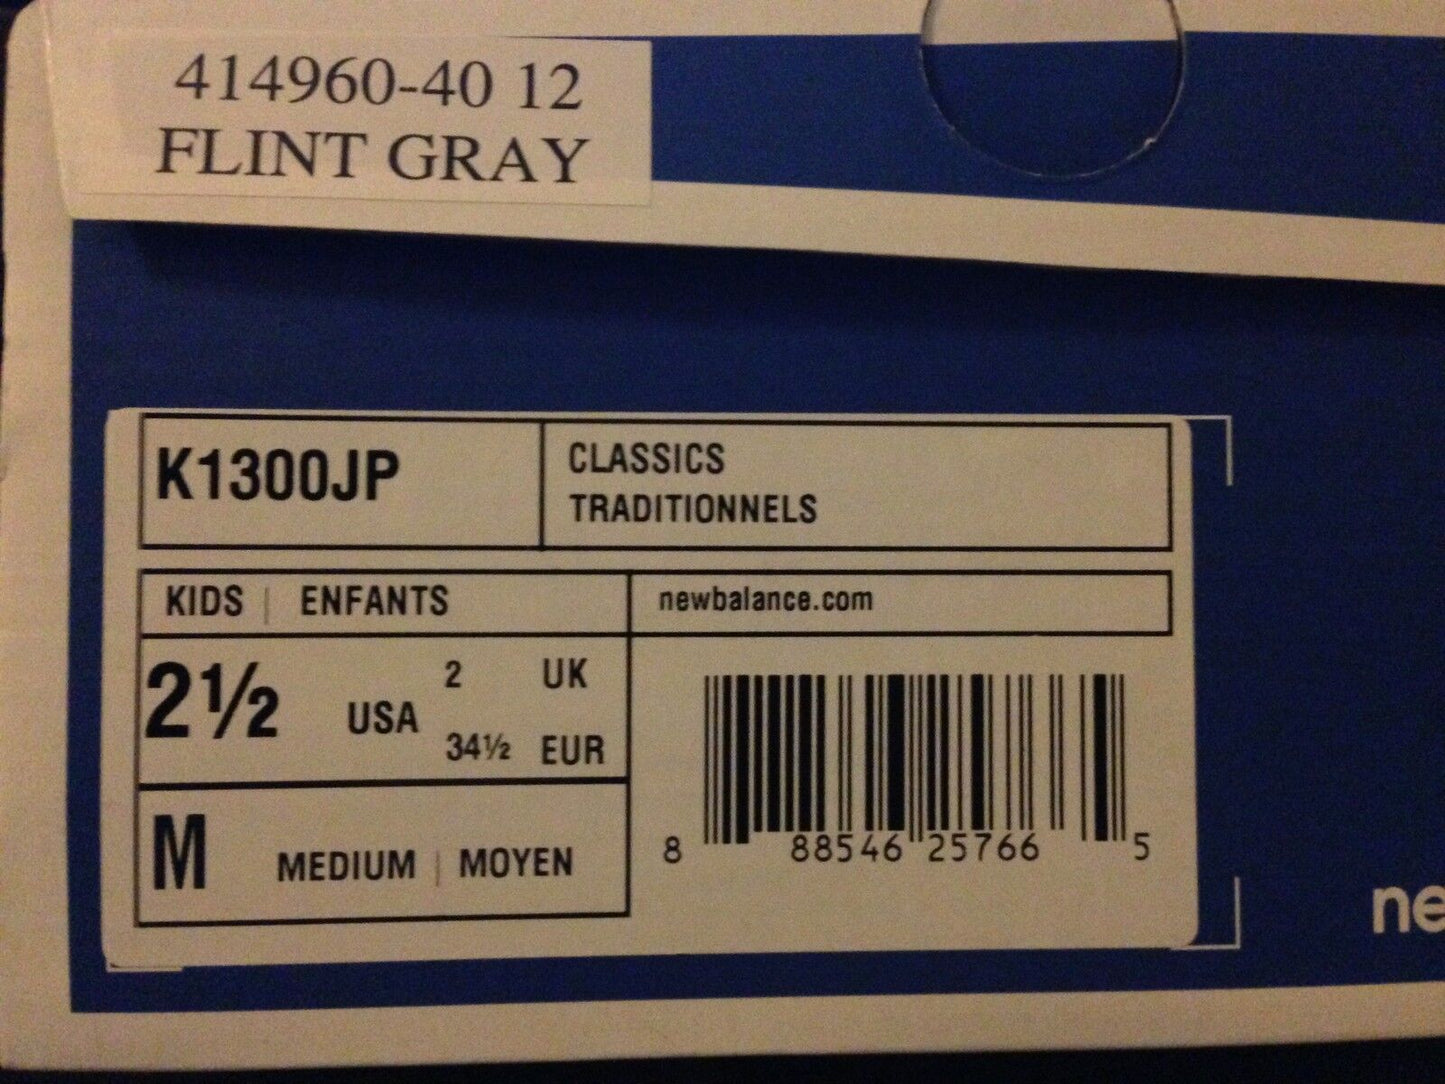 414960-40 12
FLINT GRAY
K1300JP
CLASSICS
TRADITIONNELS
KIDS | ENFANTS
newbalance.com
2½ USA
2 UK
34½ EUR
M MEDIUM | MOYEN
8 88546 25766 5
ne